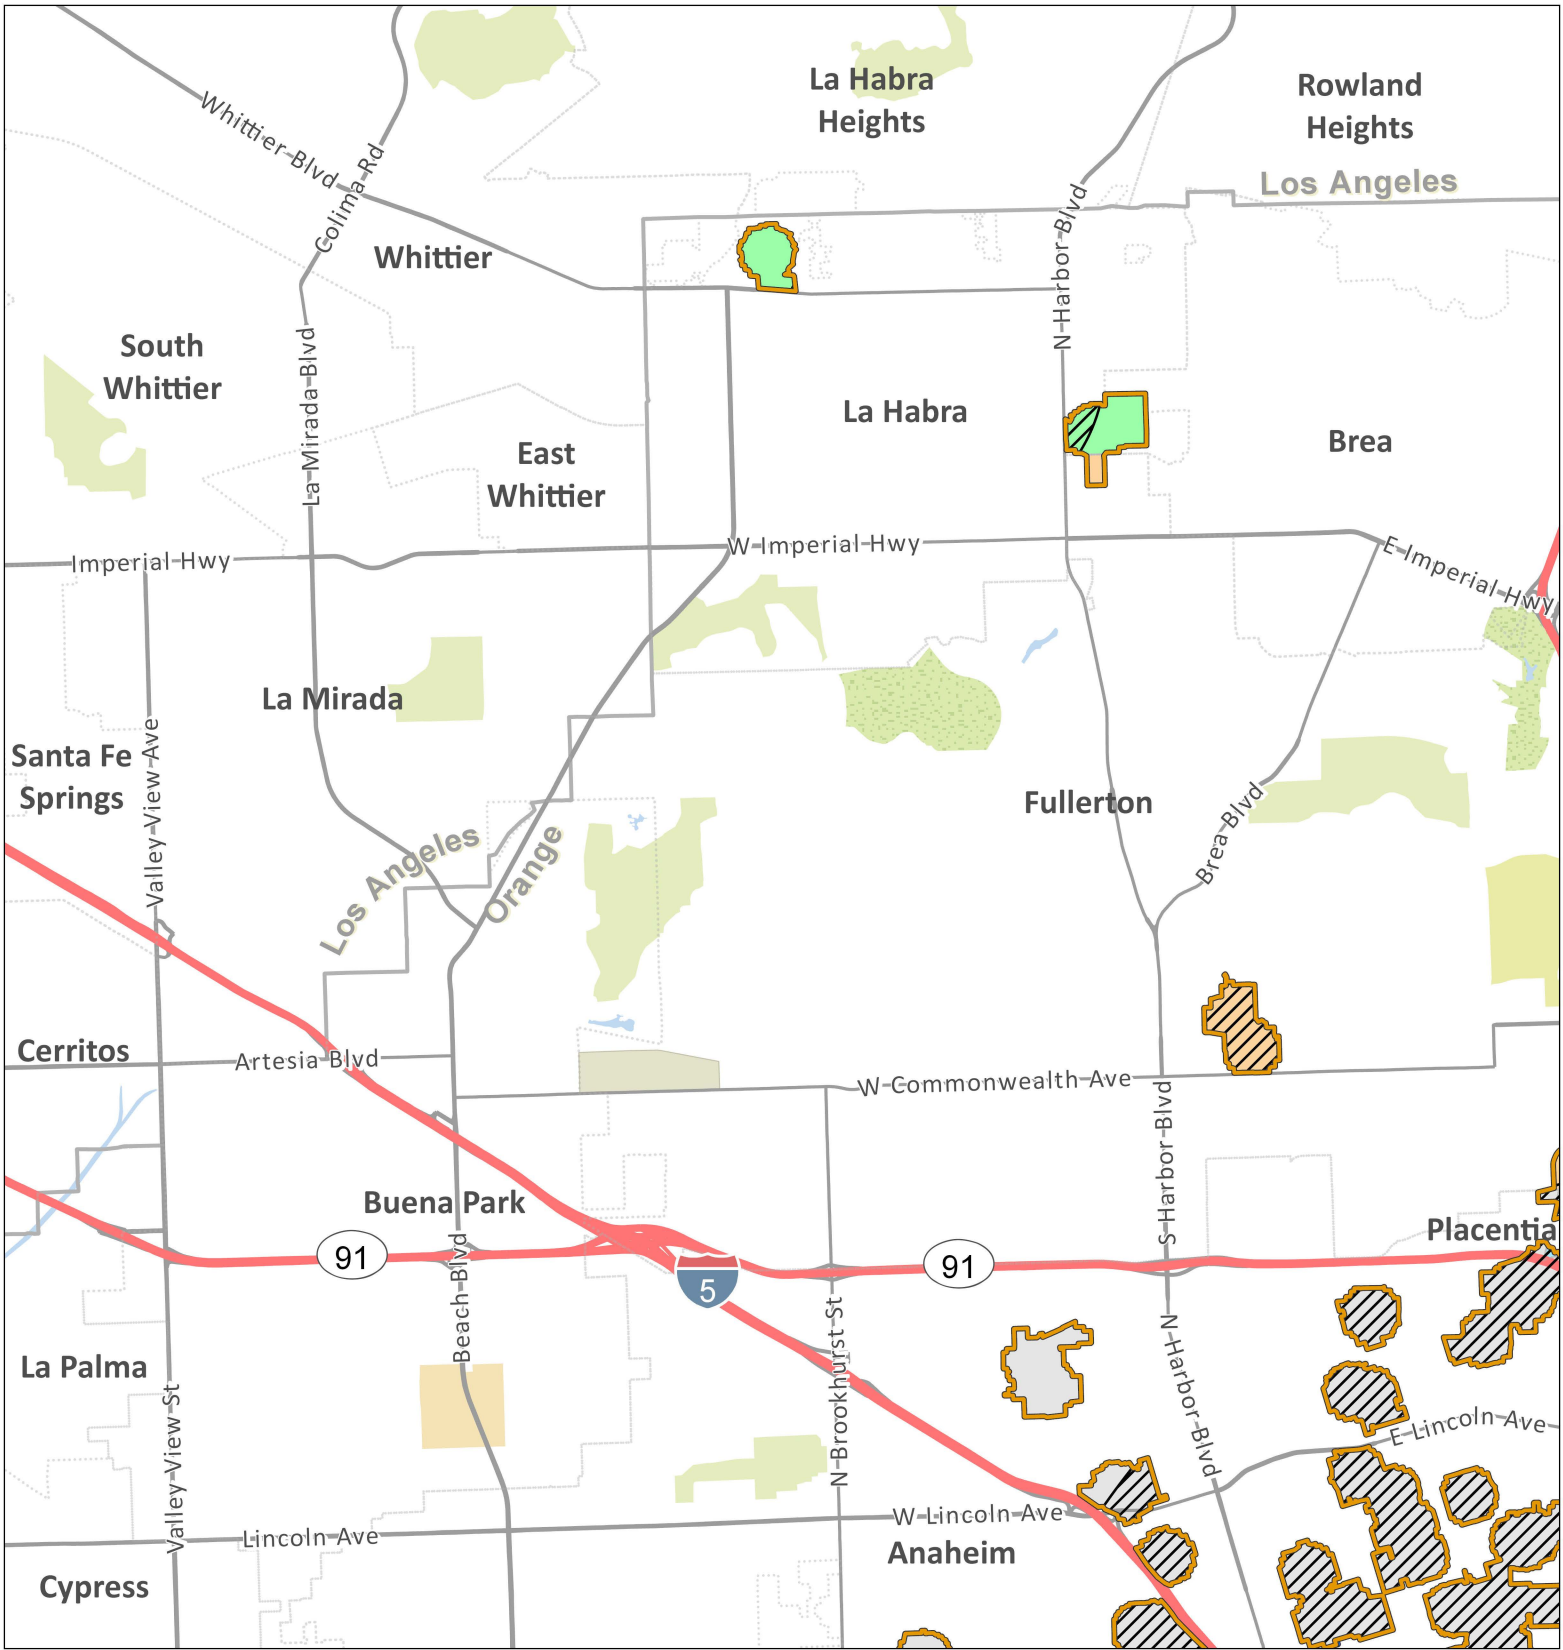 La Habra
Heights
Rowland
Heights
Los Angeles
Whittier Blvd
Colima Rd
N Harbor Blvd
Whittier
South
Whittier
La Mirada Blvd
La Habra
Brea
East
Whittier
Imperial Hwy
W Imperial Hwy
E Imperial Hwy
La Mirada
Santa Fe
Springs
Valley View Ave
Fullerton
Brea Blvd
Los Angeles
Orange
Cerritos
Artesia Blvd
W Commonwealth Ave
S Harbor Blvd
Buena Park
Placentia
91
91
5
Beach Blvd
N Brookhurst St
N Harbor Blvd
La Palma
Valley View St
E Lincoln Ave
W Lincoln Ave
Lincoln Ave
Anaheim
Cypress